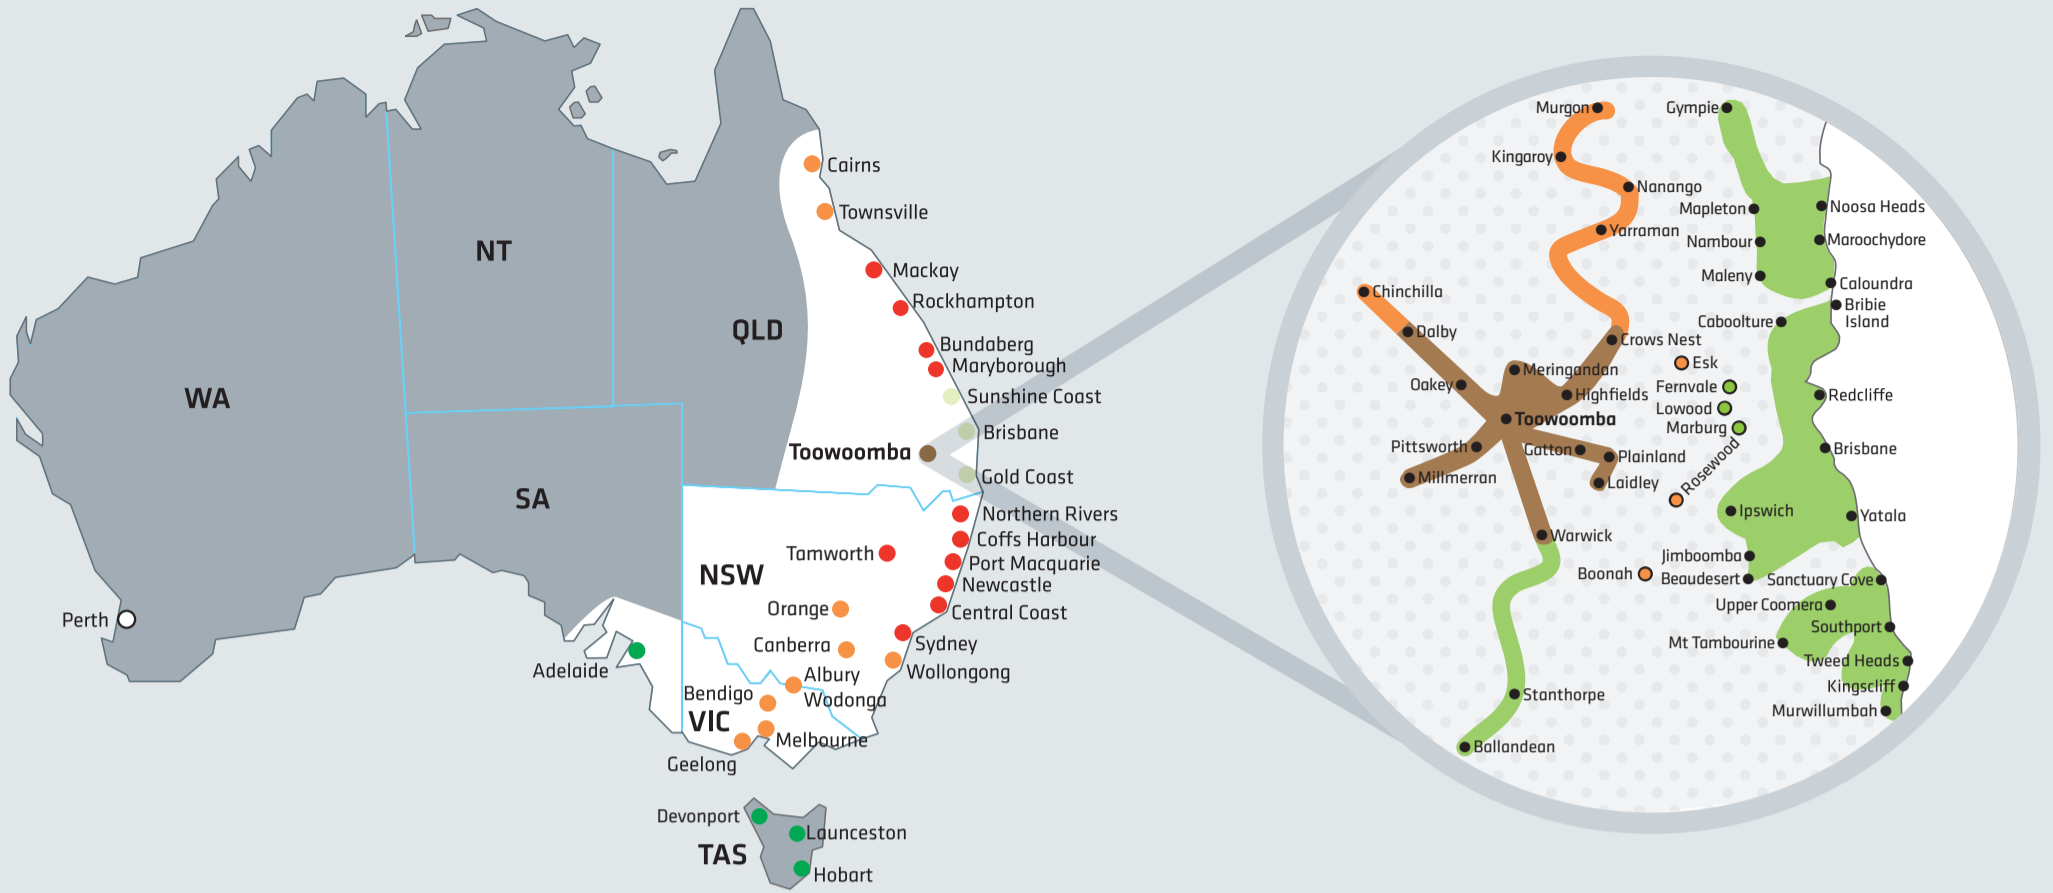 Cairns
Townsville
NT
Mackay
Rockhampton
QLD
Bundaberg
Maryborough
WA
Sunshine Coast
Brisbane
Toowoomba
Gold Coast
SA
Northern Rivers
Coffs Harbour
Tamworth
Port Macquarie
NSW
Newcastle
Orange
Central Coast
Perth
Canberra
Sydney
Adelaide
Wollongong
Albury
Wodonga
Bendigo
VIC
Melbourne
Geelong
Devonport
Launceston
TAS
Hobart
Murgon
Gympie
Kingaroy
Nanango
Mapleton
Noosa Heads
Yarraman
Nambour
Maroochydore
Maleny
Caloundra
Chinchilla
Bribie
Island
Caboolture
Dalby
Crows Nest
Esk
Meringandan
Oakey
Fernvale
Highfields
Redcliffe
Lowood
Toowoomba
Marburg
Pittsworth
Gatton
Plainland
Brisbane
Rosewood
Millmerran
Laidley
Ipswich
Yatala
Warwick
Jimboomba
Boonah
Beaudesert
Sanctuary Cove
Upper Coomera
Southport
Mt Tambourine
Tweed Heads
Kingscliff
Stanthorpe
Murwillumbah
Ballandean